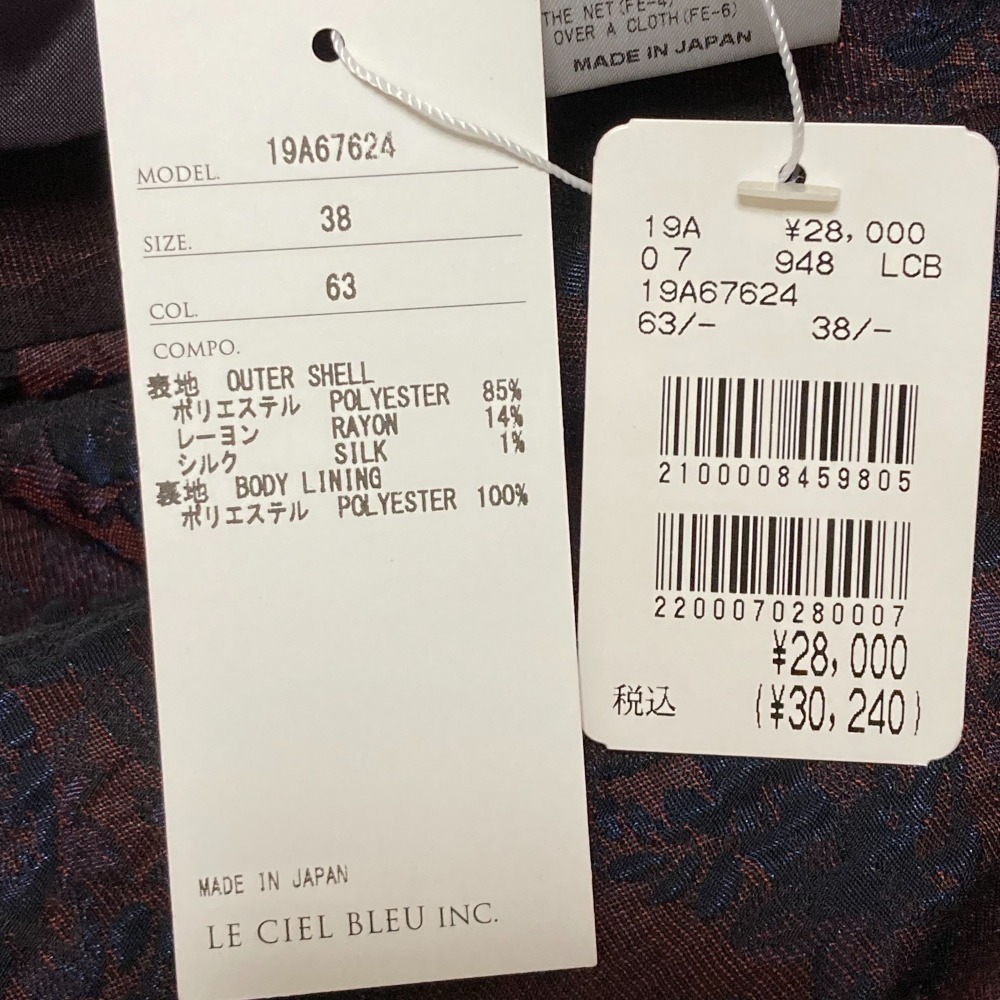 THE NET (FE-4)
OVER A CLOTH (FE-6)
MADE IN JAPAN
MODEL. 19A67624
SIZE. 38
COL. 63
COMPO.
表地 OUTER SHELL
ポリエステル POLYESTER 85%
レーヨン RAYON 14%
シルク SILK 1%
裏地 BODY LINING
ポリエステル POLYESTER 100%
MADE IN JAPAN
LE CIEL BLEU INC.
19A ¥28,000
07 948 LCB
19A67624
63/- 38/-
2100008459805
2200070280007
¥28,000
税込 (¥30,240)